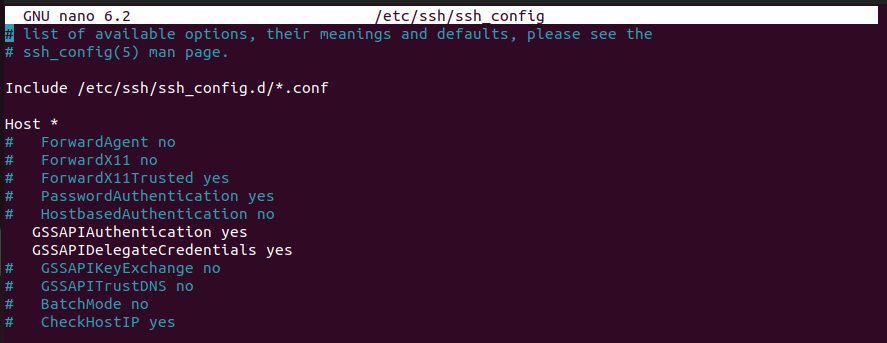 GNU nano 6.2 /etc/ssh/ssh_config
# list of available options, their meanings and defaults, please see the
# ssh_config(5) man page.
Include /etc/ssh/ssh_config.d/*.conf
Host *
#   ForwardAgent no
#   ForwardX11 no
#   ForwardX11Trusted yes
#   PasswordAuthentication yes
#   HostbasedAuthentication no
   GSSAPIAuthentication yes
   GSSAPIDelegateCredentials yes
#   GSSAPIKeyExchange no
#   GSSAPITrustDNS no
#   BatchMode no
#   CheckHostIP yes